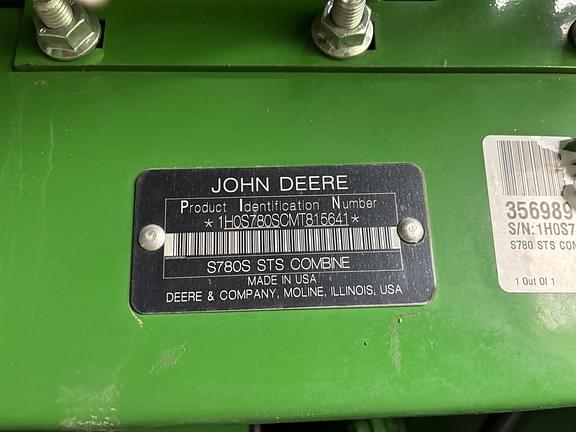 JOHN DEERE
Product Identification Number
*1H0S780SCMT815641*
S780S STS COMBINE
MADE IN USA
DEERE & COMPANY, MOLINE, ILLINOIS, USA
356989
S/N:1H0S7
S780 STS COM
1 Out Of 1